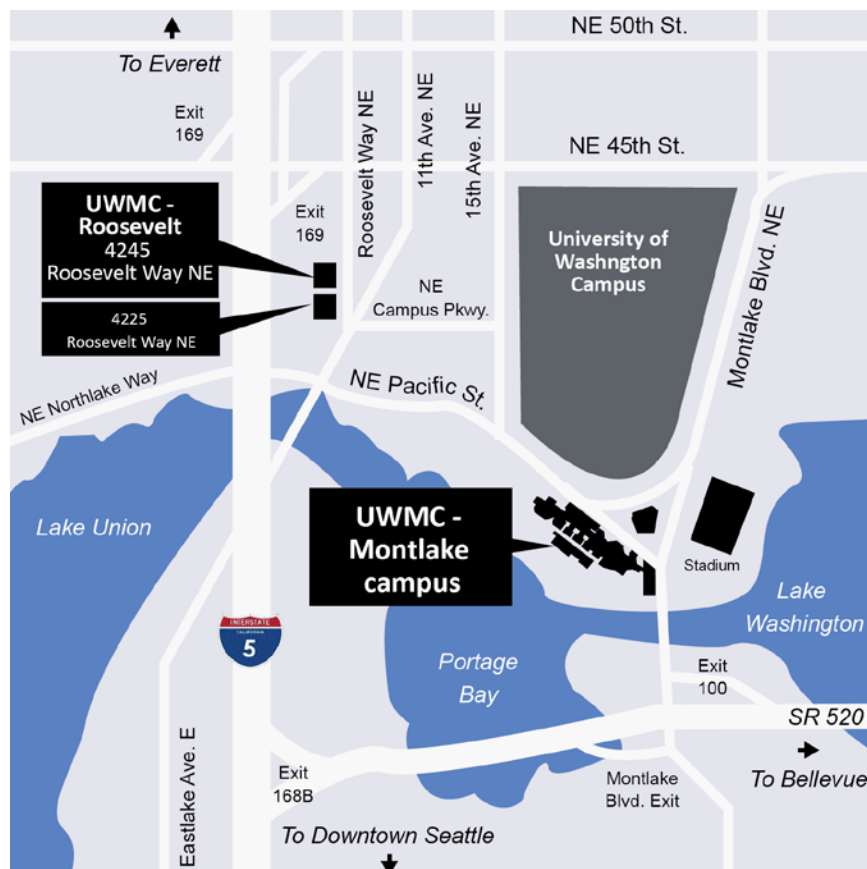 NE 50th St.
To Everett
Exit
169
Roosevelt Way NE
11th Ave. NE
15th Ave. NE
NE 45th St.
UWMC -
Roosevelt
4245
Roosevelt Way NE
Exit
169
University of
Washngton
Campus
Montlake Blvd. NE
NE
Campus Pkwy.
4225
Roosevelt Way NE
NE Northlake Way
NE Pacific St.
Lake Union
UWMC -
Montlake
campus
Stadium
Lake
Washington
INTERSTATE
CALIFORNIA
5
Portage
Bay
Exit
100
SR 520
Eastlake Ave. E
Exit
168B
Montlake
Blvd. Exit
To Bellevue
To Downtown Seattle